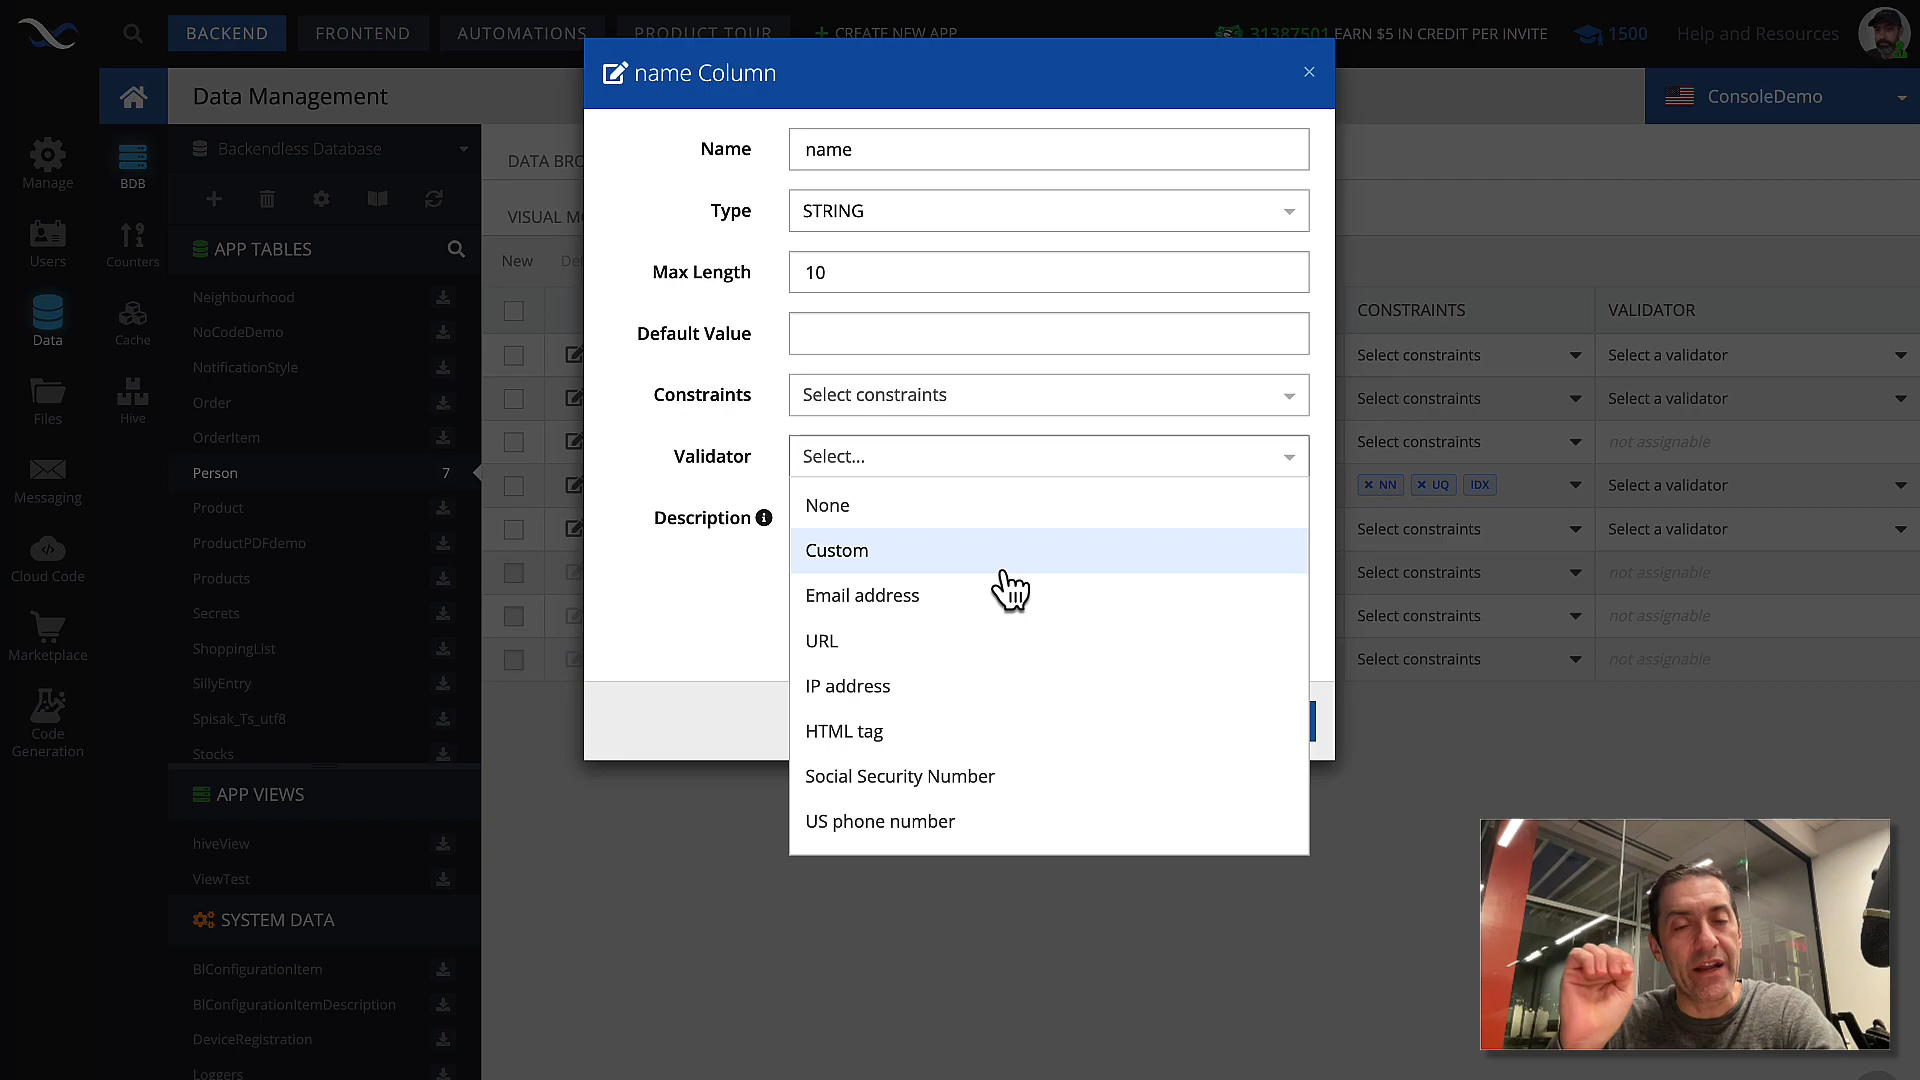 BACKEND
FRONTEND
AUTOMATIONS
PRODUCT TOUR
+ CREATE NEW APP
31387501 EARN $5 IN CREDIT PER INVITE
1500
Help and Resources
Data Management
ConsoleDemo
Manage
Users
Data
Files
Messaging
Cloud Code
Marketplace
Code
Generation
BDB
Counters
Cache
Hive
Backendless Database
APP TABLES
Neighbourhood
NoCodeDemo
NotificationStyle
Order
OrderItem
Person 7
Product
ProductPDFdemo
Products
Secrets
ShoppingList
SillyEntry
Spisak_Ts_utf8
Stocks
APP VIEWS
hiveView
ViewTest
SYSTEM DATA
BlConfigurationItem
BlConfigurationItemDescription
DeviceRegistration
Loggers
DATA BRO
VISUAL MO
New De
name Column ×
Name name
Type STRING
Max Length 10
Default Value
Constraints Select constraints
Validator Select...
Description
None
Custom
Email address
URL
IP address
HTML tag
Social Security Number
US phone number
CONSTRAINTS VALIDATOR
Select constraints Select a validator
Select constraints Select a validator
Select constraints not assignable
× NN × UQ IDX Select a validator
Select constraints Select a validator
Select constraints not assignable
Select constraints not assignable
Select constraints not assignable